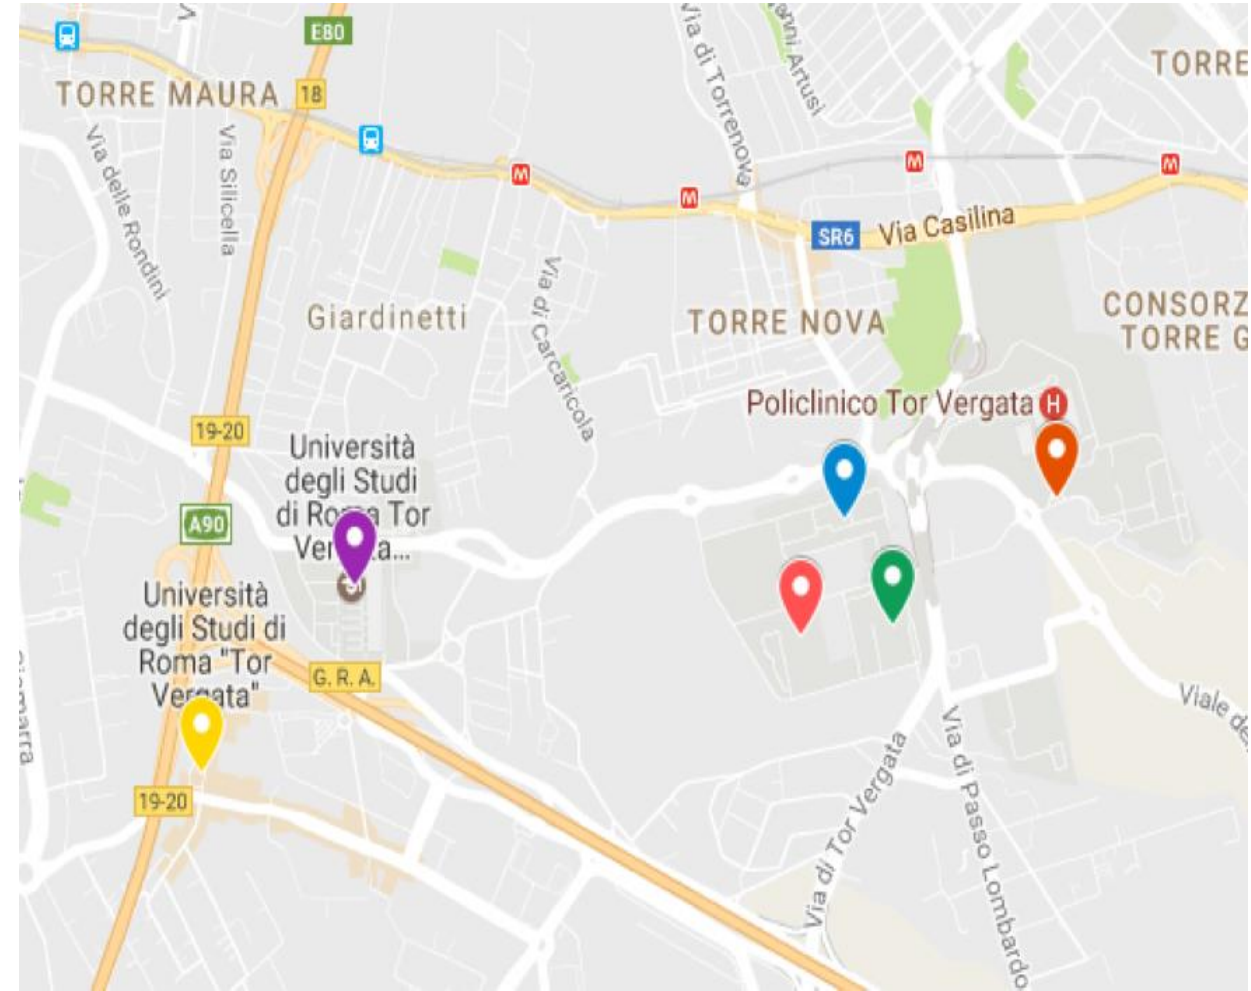 E80
TORRE MAURA
18
Via di Torrenova
Artusi
TORRE
Via delle Rondini
Via Silicella
M
M
M
M
SR6
Via Casilina
Via di Carcaricola
Giardinetti
TORRE NOVA
CONSORZ
TORRE G
Policlinico Tor Vergata H
19-20
Università
degli Studi
di Roma Tor
A90
Università
degli Studi di
Roma "Tor
Vergata"
G. R. A.
19-20
Viale de
Via di Tor Vergata
Via di Passo Lombardo